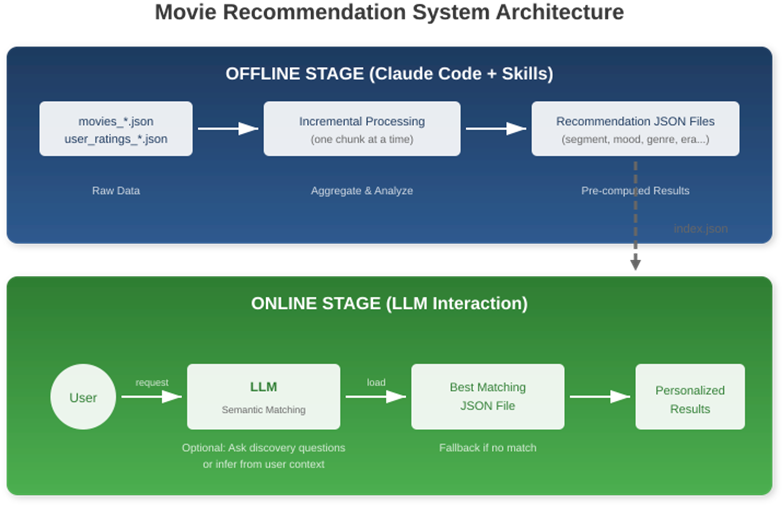 Movie Recommendation System Architecture
OFFLINE STAGE (Claude Code + Skills)
movies_*.json
user_ratings_*.json
Incremental Processing
(one chunk at a time)
Recommendation JSON Files
(segment, mood, genre, era...)
Raw Data
Aggregate & Analyze
Pre-computed Results
index.json
ONLINE STAGE (LLM Interaction)
User
request
LLM
Semantic Matching
load
Best Matching
JSON File
Personalized
Results
Optional: Ask discovery questions
or infer from user context
Fallback if no match